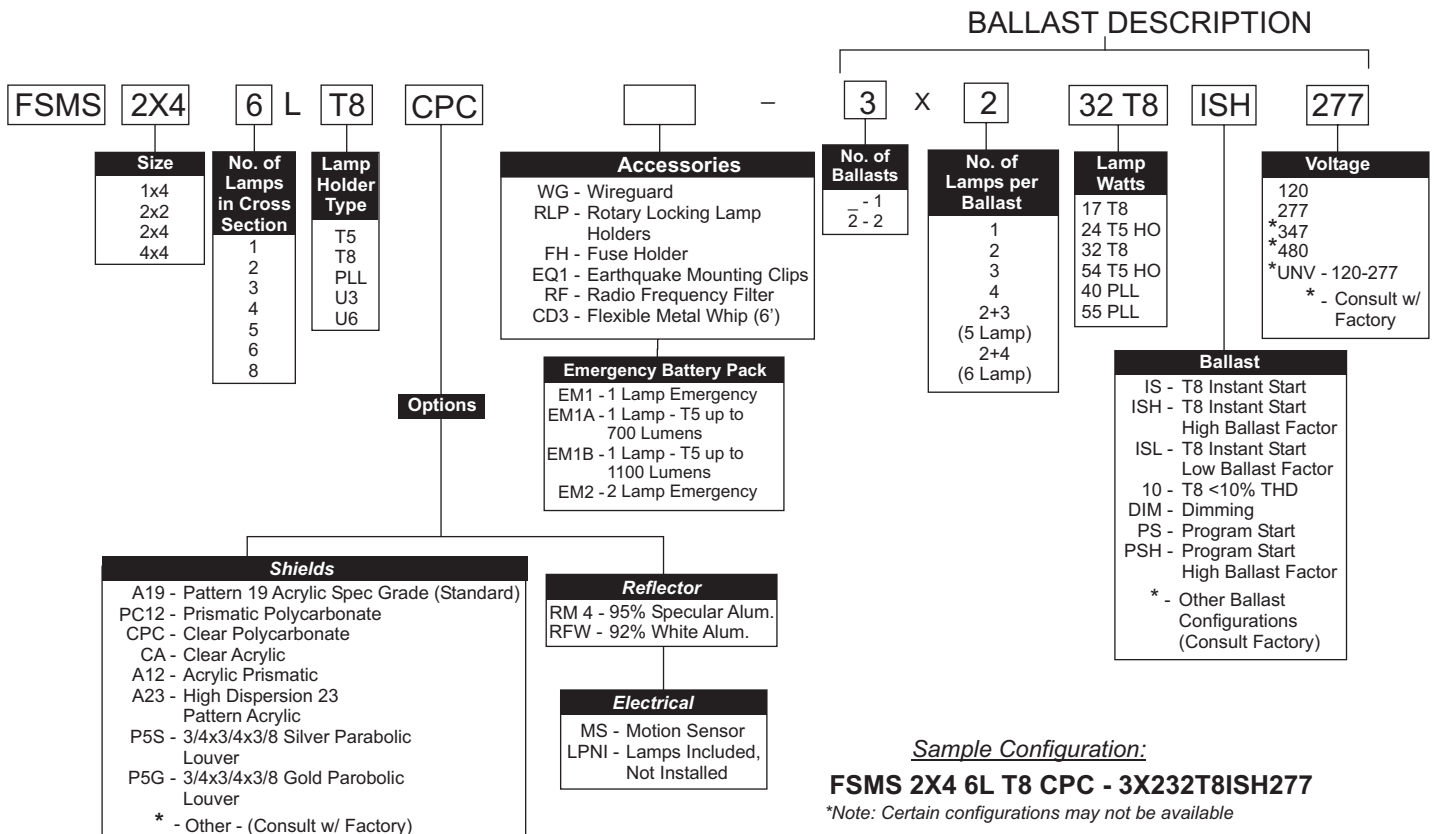 BALLAST DESCRIPTION
FSMS 2X4 6 L T8 CPC – 3 X 2 32 T8 ISH 277
Size
1x4
2x2
2x4
4x4
No. of
Lamps
in Cross
Section
1
2
3
4
5
6
8
Lamp
Holder
Type
T5
T8
PLL
U3
U6
Options
Accessories
WG - Wireguard
RLP - Rotary Locking Lamp
Holders
FH - Fuse Holder
EQ1 - Earthquake Mounting Clips
RF - Radio Frequency Filter
CD3 - Flexible Metal Whip (6’)
Emergency Battery Pack
EM1 - 1 Lamp Emergency
EM1A - 1 Lamp - T5 up to
700 Lumens
EM1B - 1 Lamp - T5 up to
1100 Lumens
EM2 - 2 Lamp Emergency
No. of
Ballasts
_ - 1
2 - 2
No. of
Lamps per
Ballast
1
2
3
4
2+3
(5 Lamp)
2+4
(6 Lamp)
Lamp
Watts
17 T8
24 T5 HO
32 T8
54 T5 HO
40 PLL
55 PLL
Voltage
120
277
*347
*480
*UNV - 120-277
* - Consult w/
Factory
Ballast
IS - T8 Instant Start
ISH - T8 Instant Start
High Ballast Factor
ISL - T8 Instant Start
Low Ballast Factor
10 - T8 <10% THD
DIM - Dimming
PS - Program Start
PSH - Program Start
High Ballast Factor
* - Other Ballast
Configurations
(Consult Factory)
Shields
A19 - Pattern 19 Acrylic Spec Grade (Standard)
PC12 - Prismatic Polycarbonate
CPC - Clear Polycarbonate
CA - Clear Acrylic
A12 - Acrylic Prismatic
A23 - High Dispersion 23
Pattern Acrylic
P5S - 3/4x3/4x3/8 Silver Parabolic
Louver
P5G - 3/4x3/4x3/8 Gold Parobolic
Louver
* - Other - (Consult w/ Factory)
Reflector
RM 4 - 95% Specular Alum.
RFW - 92% White Alum.
Electrical
MS - Motion Sensor
LPNI - Lamps Included,
Not Installed
Sample Configuration:
FSMS 2X4 6L T8 CPC - 3X232T8ISH277
*Note: Certain configurations may not be available